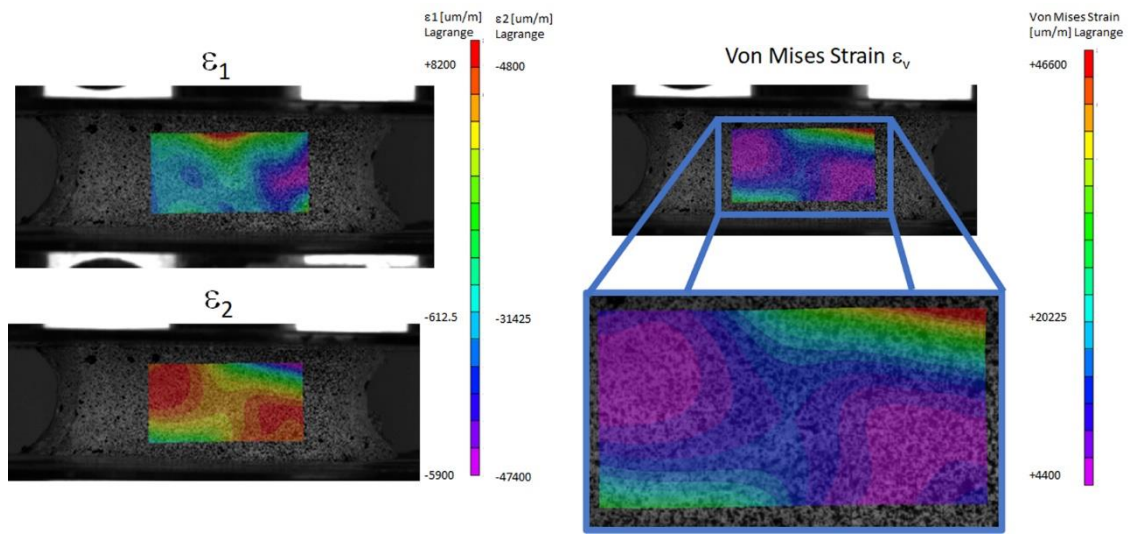 ε1 [um/m]
Lagrange
ε2 [um/m]
Lagrange
+8200
-4800
-612.5
-31425
-5900
-47400
ε1
ε2
Von Mises Strain εv
Von Mises Strain
[um/m] Lagrange
+46600
+20225
+4400